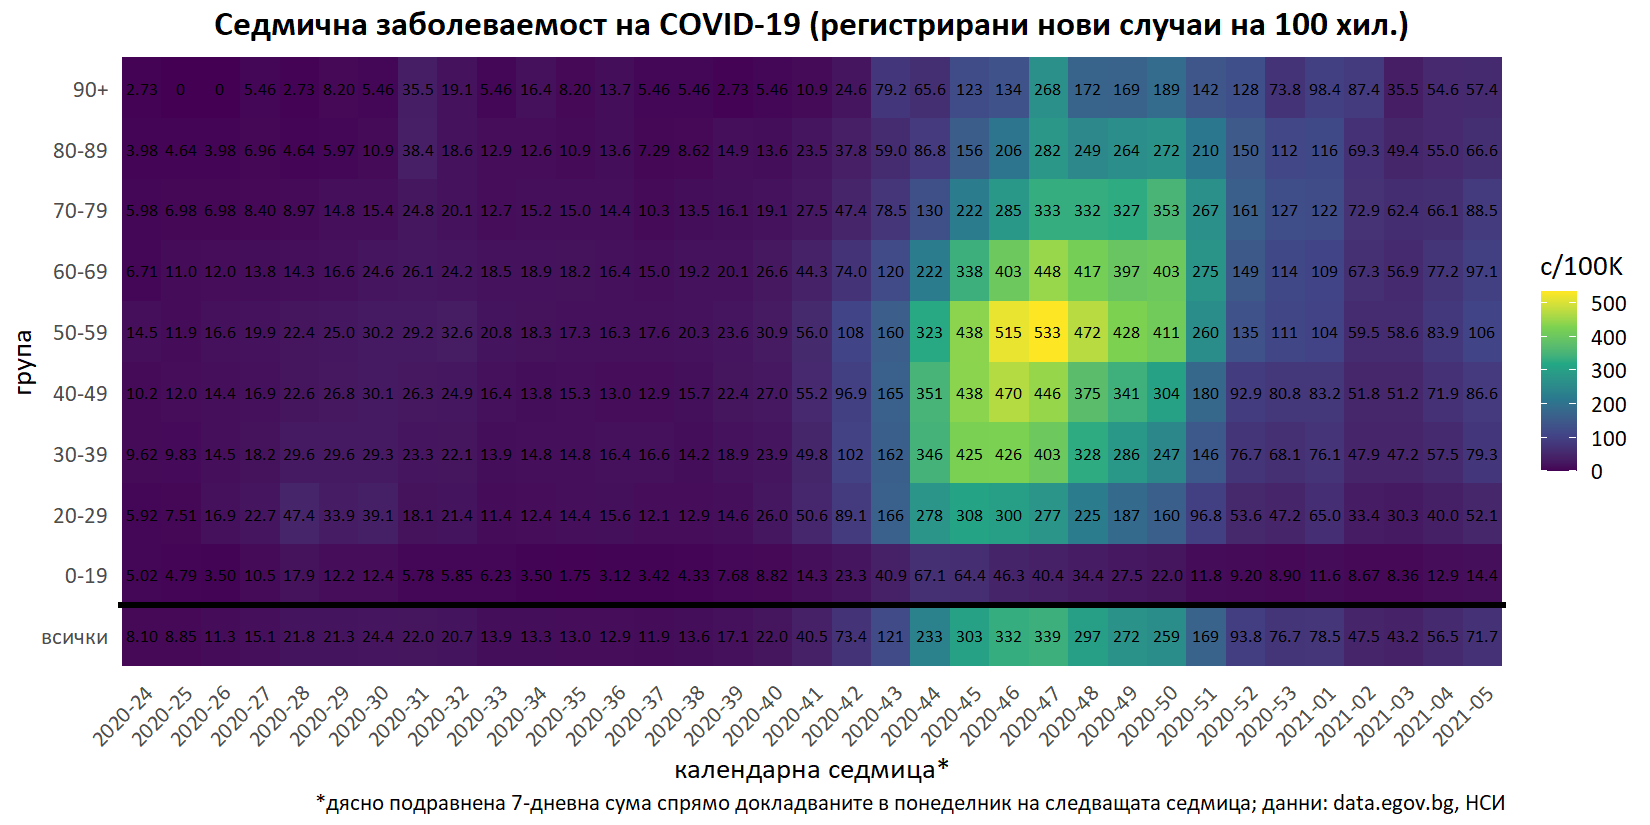 Седмична заболеваемост на COVID-19 (регистрирани нови случаи на 100 хил.)
90+ 2.73 0 0 5.46 2.73 8.20 5.46 35.5 19.1 5.46 16.4 8.20 13.7 5.46 5.46 2.73 5.46 10.9 24.6 79.2 65.6 123 134 268 172 169 189 142 128 73.8 98.4 87.4 35.5 54.6 57.4
80-89 3.98 4.64 3.98 6.96 4.64 5.97 10.9 38.4 18.6 12.9 12.6 10.9 13.6 7.29 8.62 14.9 13.6 23.5 37.8 59.0 86.8 156 206 282 249 264 272 210 150 112 116 69.3 49.4 55.0 66.6
70-79 5.98 6.98 6.98 8.40 8.97 14.8 15.4 24.8 20.1 12.7 15.2 15.0 14.4 10.3 13.5 16.1 19.1 27.5 47.4 78.5 130 222 285 333 332 327 353 267 161 127 122 72.9 62.4 66.1 88.5
60-69 6.71 11.0 12.0 13.8 14.3 16.6 24.6 26.1 24.2 18.5 18.9 18.2 16.4 15.0 19.2 20.1 26.6 44.3 74.0 120 222 338 403 448 417 397 403 275 149 114 109 67.3 56.9 77.2 97.1
50-59 14.5 11.9 16.6 19.9 22.4 25.0 30.2 29.2 32.6 20.8 18.3 17.3 16.3 17.6 20.3 23.6 30.9 56.0 108 160 323 438 515 533 472 428 411 260 135 111 104 59.5 58.6 83.9 106
40-49 10.2 12.0 14.4 16.9 22.6 26.8 30.1 26.3 24.9 16.4 13.8 15.3 13.0 12.9 15.7 22.4 27.0 55.2 96.9 165 351 438 470 446 375 341 304 180 92.9 80.8 83.2 51.8 51.2 71.9 86.6
30-39 9.62 9.83 14.5 18.2 29.6 29.6 29.3 23.3 22.1 13.9 14.8 14.8 16.4 16.6 14.2 18.9 23.9 49.8 102 162 346 425 426 403 328 286 247 146 76.7 68.1 76.1 47.9 47.2 57.5 79.3
20-29 5.92 7.51 16.9 22.7 47.4 33.9 39.1 18.1 21.4 11.4 12.4 14.4 15.6 12.1 12.9 14.6 26.0 50.6 89.1 166 278 308 300 277 225 187 160 96.8 53.6 47.2 65.0 33.4 30.3 40.0 52.1
0-19 5.02 4.79 3.50 10.5 17.9 12.2 12.4 5.78 5.85 6.23 3.50 1.75 3.12 3.42 4.33 7.68 8.82 14.3 23.3 40.9 67.1 64.4 46.3 40.4 34.4 27.5 22.0 11.8 9.20 8.90 11.6 8.67 8.36 12.9 14.4
всички 8.10 8.85 11.3 15.1 21.8 21.3 24.4 22.0 20.7 13.9 13.3 13.0 12.9 11.9 13.6 17.1 22.0 40.5 73.4 121 233 303 332 339 297 272 259 169 93.8 76.7 78.5 47.5 43.2 56.5 71.7
група
2020-24 2020-25 2020-26 2020-27 2020-28 2020-29 2020-30 2020-31 2020-32 2020-33 2020-34 2020-35 2020-36 2020-37 2020-38 2020-39 2020-40 2020-41 2020-42 2020-43 2020-44 2020-45 2020-46 2020-47 2020-48 2020-49 2020-50 2020-51 2020-52 2020-53 2021-01 2021-02 2021-03 2021-04 2021-05
календарна седмица*
*дясно подравнена 7-дневна сума спрямо докладваните в понеделник на следващата седмица; данни: data.egov.bg, НСИ
c/100K
500
400
300
200
100
0